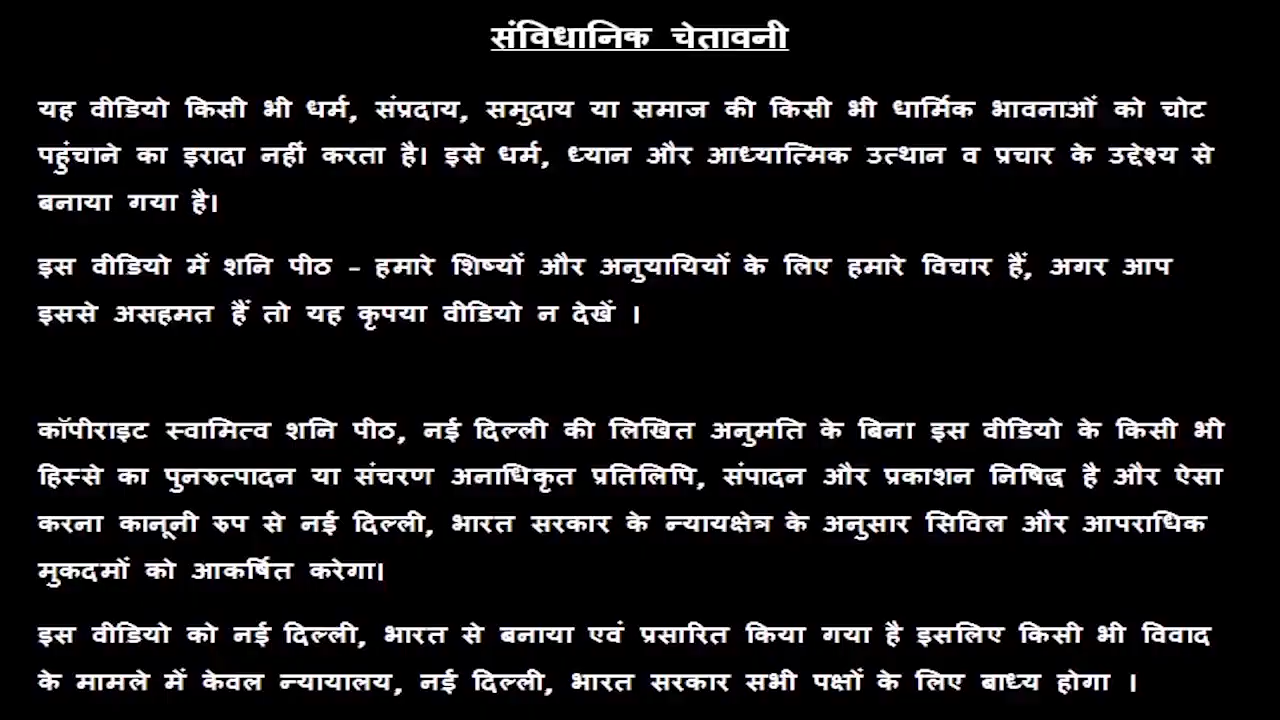 संविधानिक चेतावनी
यह वीडियो किसी भी धर्म, संप्रदाय, समुदाय या समाज की किसी भी धार्मिक भावनाओं को चोट
पहुंचाने का इरादा नहीं करता है। इसे धर्म, ध्यान और आध्यात्मिक उत्थान व प्रचार के उद्देश्य से
बनाया गया है।
इस वीडियो में शनि पीठ – हमारे शिष्यों और अनुयायियों के लिए हमारे विचार हैं, अगर आप
इससे असहमत हैं तो यह कृपया वीडियो न देखें ।
कॉपीराइट स्वामित्व शनि पीठ, नई दिल्ली की लिखित अनुमति के बिना इस वीडियो के किसी भी
हिस्से का पुनरुत्पादन या संचरण अनाधिकृत प्रतिलिपि, संपादन और प्रकाशन निषिद्ध है और ऐसा
करना कानूनी रुप से नई दिल्ली, भारत सरकार के न्यायक्षेत्र के अनुसार सिविल और आपराधिक
मुकदमों को आकर्षित करेगा।
इस वीडियो को नई दिल्ली, भारत से बनाया एवं प्रसारित किया गया है इसलिए किसी भी विवाद
के मामले में केवल न्यायालय, नई दिल्ली, भारत सरकार सभी पक्षों के लिए बाध्य होगा ।